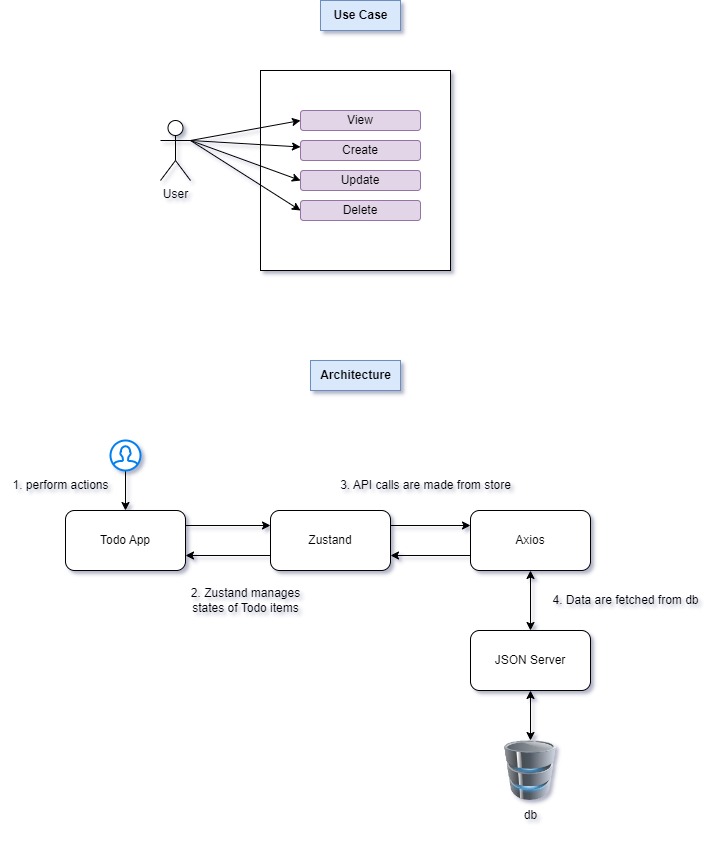 Use Case
View
Create
Update
Delete
User
Architecture
1. perform actions
3. API calls are made from store
Todo App
Zustand
Axios
2. Zustand manages
states of Todo items
4. Data are fetched from db
JSON Server
db